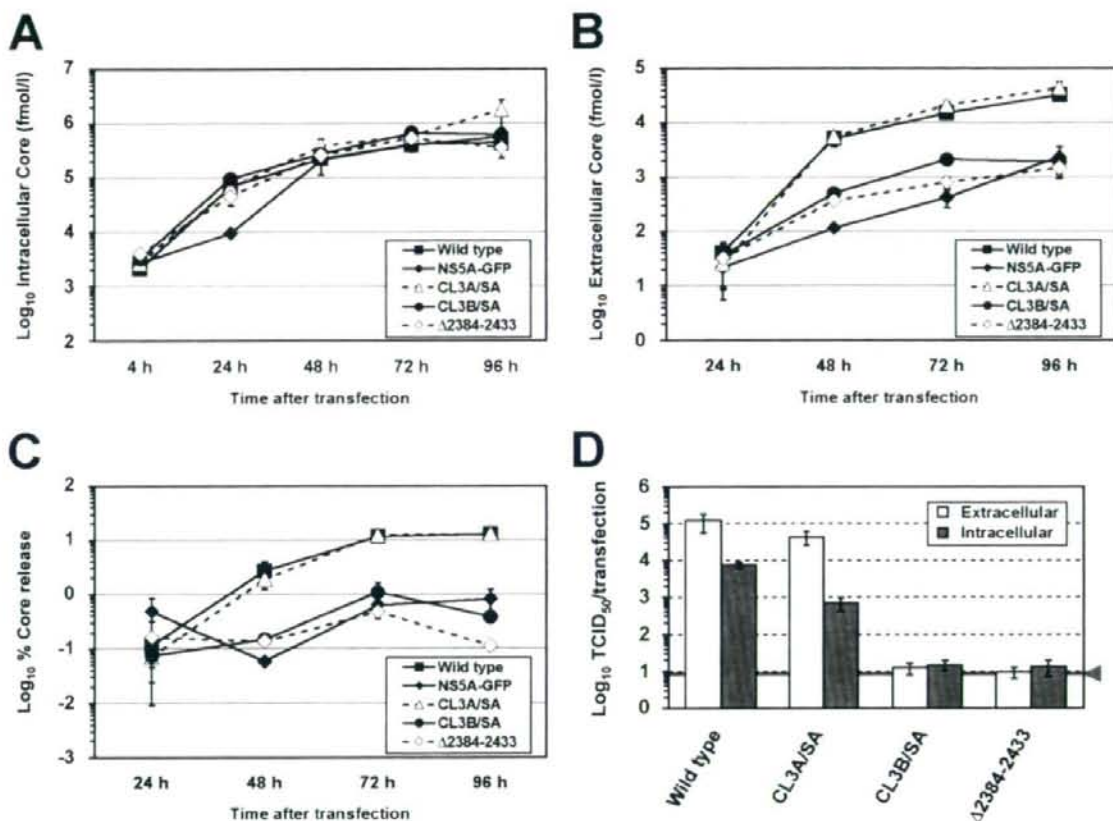 A
Log10 Intracellular Core (fmol/l)
7
6
5
4
3
2
Wild type
NS5A-GFP
CL3A/SA
CL3B/SA
Δ2384-2433
4 h 24 h 48 h 72 h 96 h
Time after transfection
B
Log10 Extracellular Core (fmol/l)
5
4
3
2
1
0
Wild type
NS5A-GFP
CL3A/SA
CL3B/SA
Δ2384-2433
24 h 48 h 72 h 96 h
Time after transfection
C
Log10 % Core release
2
1
0
-1
-2
-3
Wild type
NS5A-GFP
CL3A/SA
CL3B/SA
Δ2384-2433
24 h 48 h 72 h 96 h
Time after transfection
D
Log10 TCID50/transfection
6
5
4
3
2
1
0
Extracellular
Intracellular
Wild type
CL3A/SA
CL3B/SA
Δ2384-2433